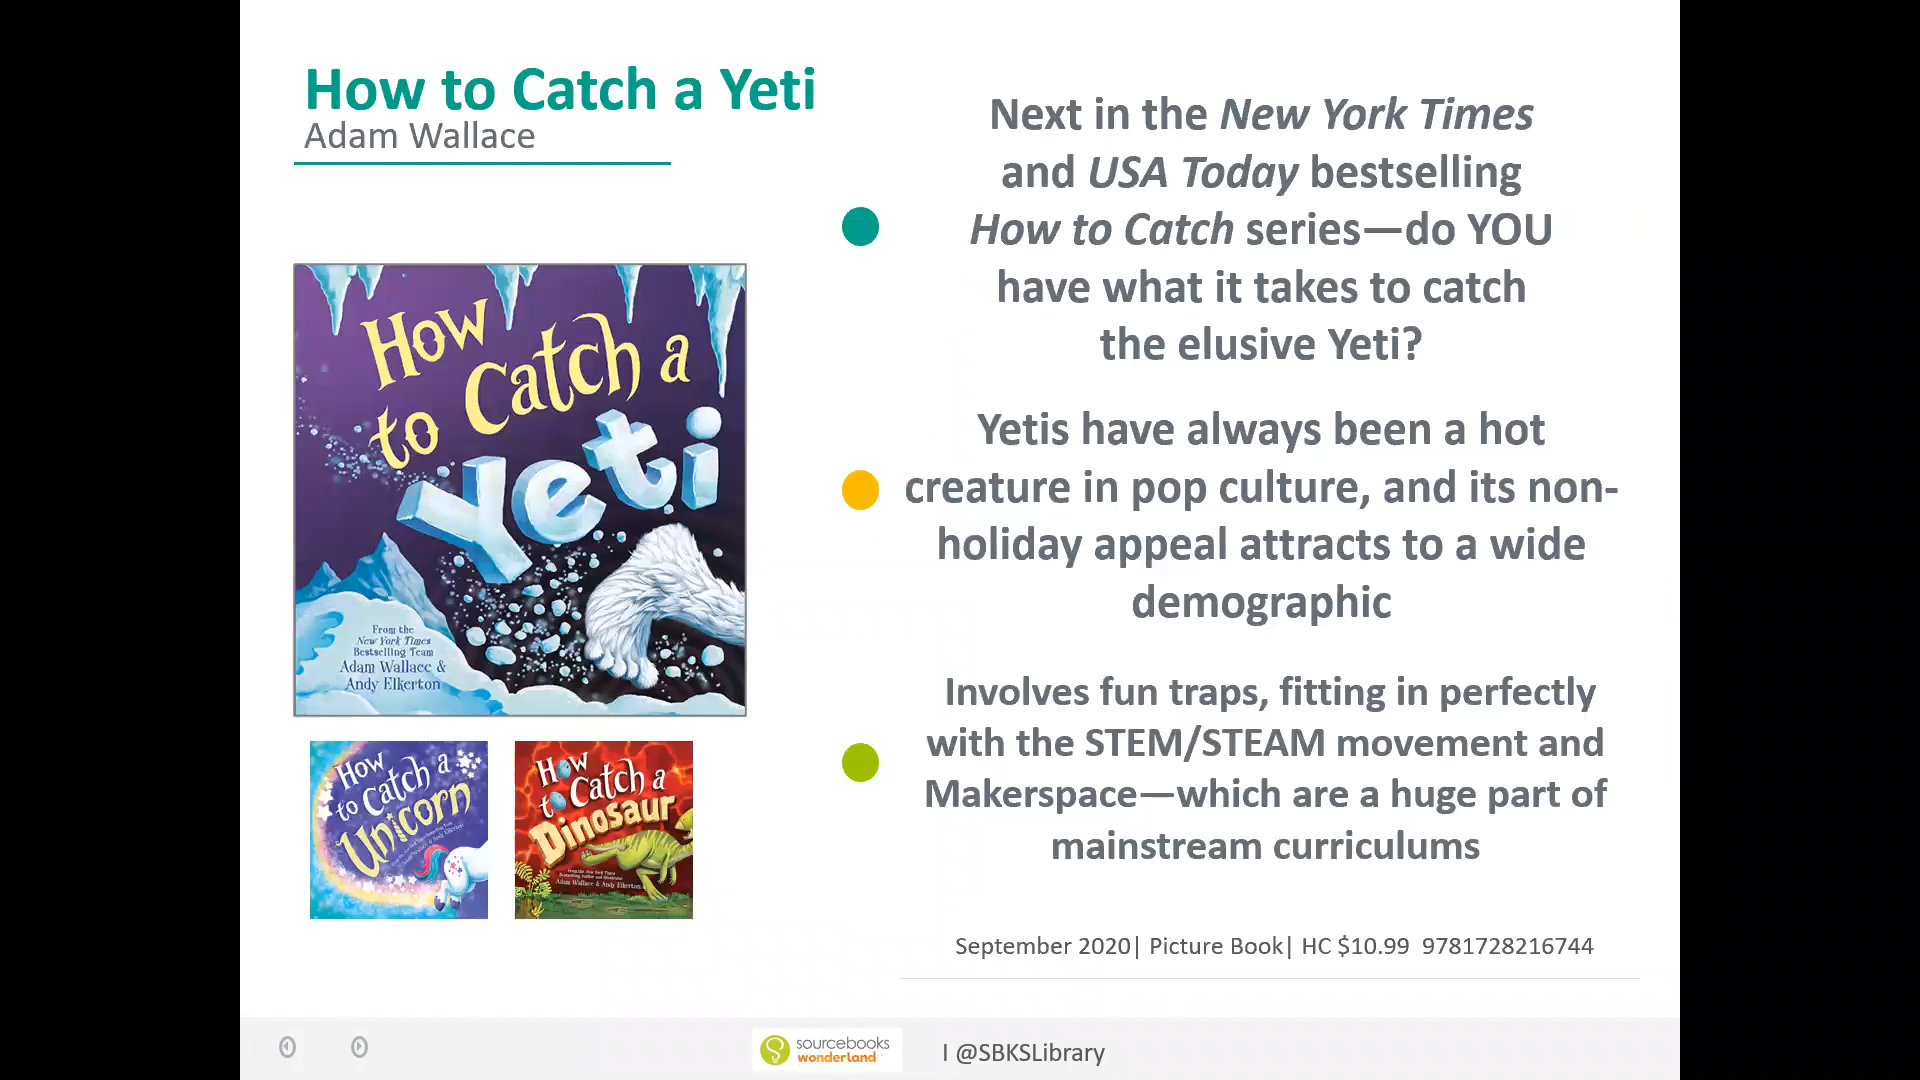 How to Catch a Yeti
Adam Wallace
Next in the New York Times
and USA Today bestselling
How to Catch series—do YOU
have what it takes to catch
the elusive Yeti?
Yetis have always been a hot
creature in pop culture, and its non-
holiday appeal attracts to a wide
demographic
Involves fun traps, fitting in perfectly
with the STEM/STEAM movement and
Makerspace—which are a huge part of
mainstream curriculums
September 2020| Picture Book| HC $10.99 9781728216744
How
to Catch a
Yeti
From the
New York Times
Bestselling Team
Adam Wallace &
Andy Elkerton
How
to Catch a
Unicorn
How
to Catch a
Dinosaur
Adam Wallace & Andy Elkerton
sourcebooks
wonderland
I @SBKSLibrary